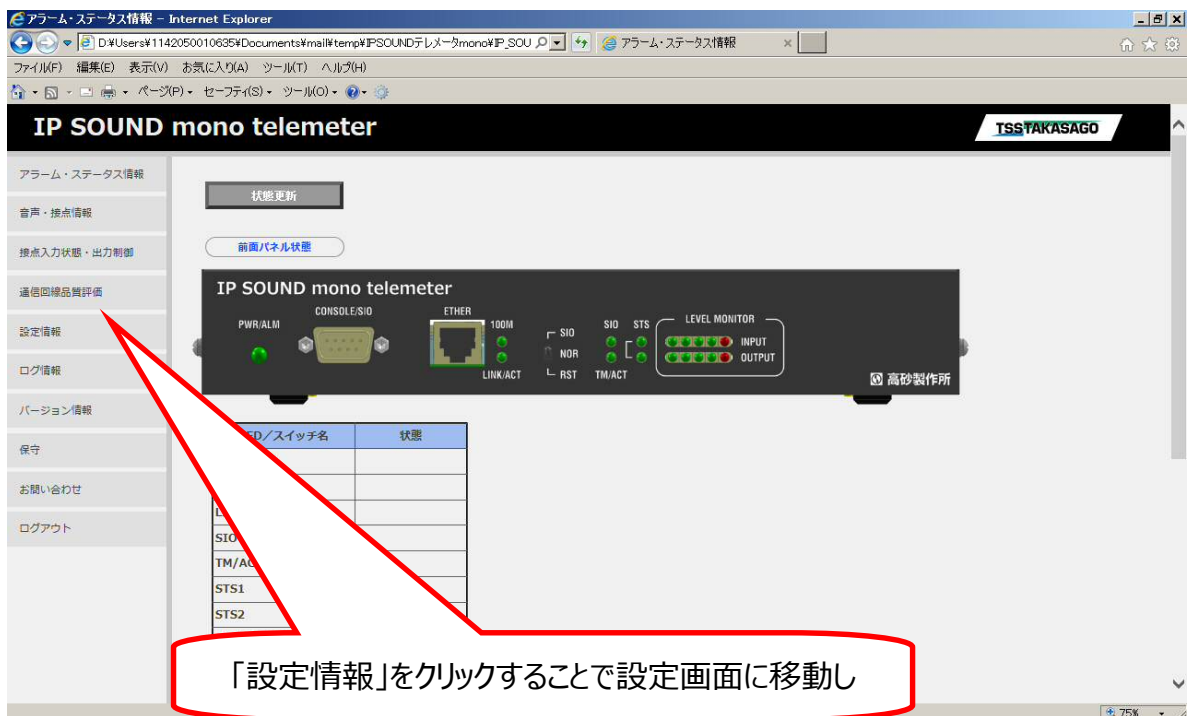 アラーム・ステータス情報 - Internet Explorer
D:¥Users¥1142050010635¥Documents¥mail¥temp¥IPSOUNDテレメータmono¥IP_SOU
アラーム・ステータス情報
ファイル(F) 編集(E) 表示(V) お気に入り(A) ツール(T) ヘルプ(H)
ページ(P) セーフティ(S) ツール(O)
IP SOUND mono telemeter
TSSTAKASAGO
アラーム・ステータス情報
音声・接点情報
接点入力状態・出力制御
通信回線品質評価
設定情報
ログ情報
バージョン情報
保守
お問い合わせ
ログアウト
状態更新
前面パネル状態
IP SOUND mono telemeter
CONSOLE/SIO ETHER
PWR/ALM 100M SIO SIO STS LEVEL MONITOR
INPUT
NOR OUTPUT
LINK/ACT RST TM/ACT
高砂製作所
ED/スイッチ名 状態
L
SIO
TM/AC
STS1
STS2
「設定情報」をクリックすることで設定画面に移動し
75%